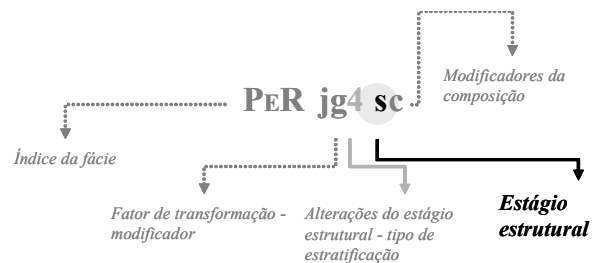 Modificadores da
composição
PER jg4 sc
Índice da fácie
Fator de transformação -
modificador
Alterações do estágio
estrutural - tipo de
estratificação
Estágio
estrutural